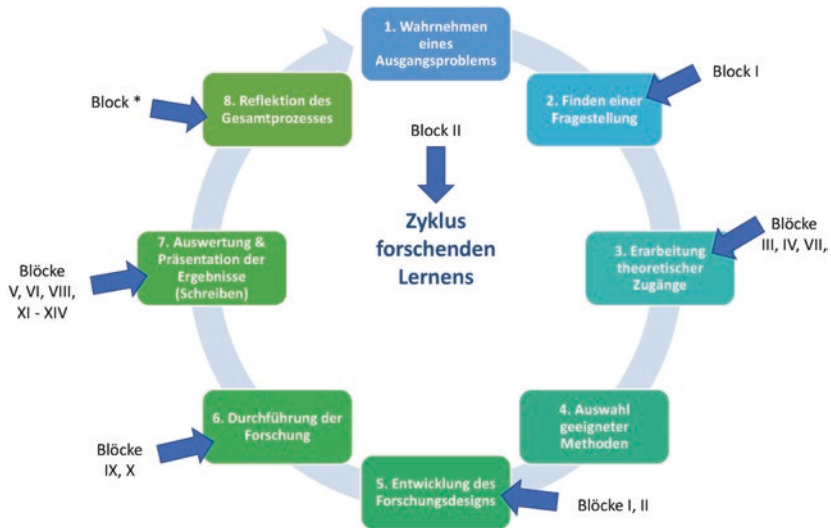 1. Wahrnehmen
eines
Ausgangsproblems
Block I
2. Finden einer
Fragestellung
Blöcke
III, IV, VII,
3. Erarbeitung
theoretischer
Zugänge
4. Auswahl
geeigneter
Methoden
5. Entwicklung des
Forschungsdesigns
Blöcke I, II
6. Durchführung der
Forschung
Blöcke
IX, X
7. Auswertung &
Präsentation der
Ergebnisse
(Schreiben)
Blöcke
V, VI, VIII,
XI - XIV
8. Reflektion des
Gesamtprozesses
Block *
Block II
Zyklus
forschenden
Lernens